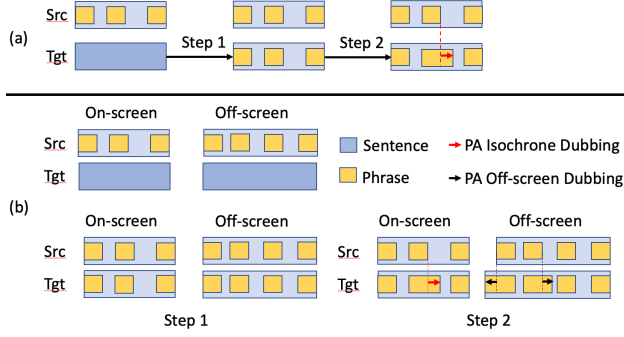 Src
(a)
Step 1
Step 2
Tgt
On-screen
Off-screen
Src
Sentence
PA Isochrone Dubbing
Tgt
Phrase
PA Off-screen Dubbing
(b)
On-screen
Off-screen
On-screen
Off-screen
Src
Src
Tgt
Tgt
Step 1
Step 2